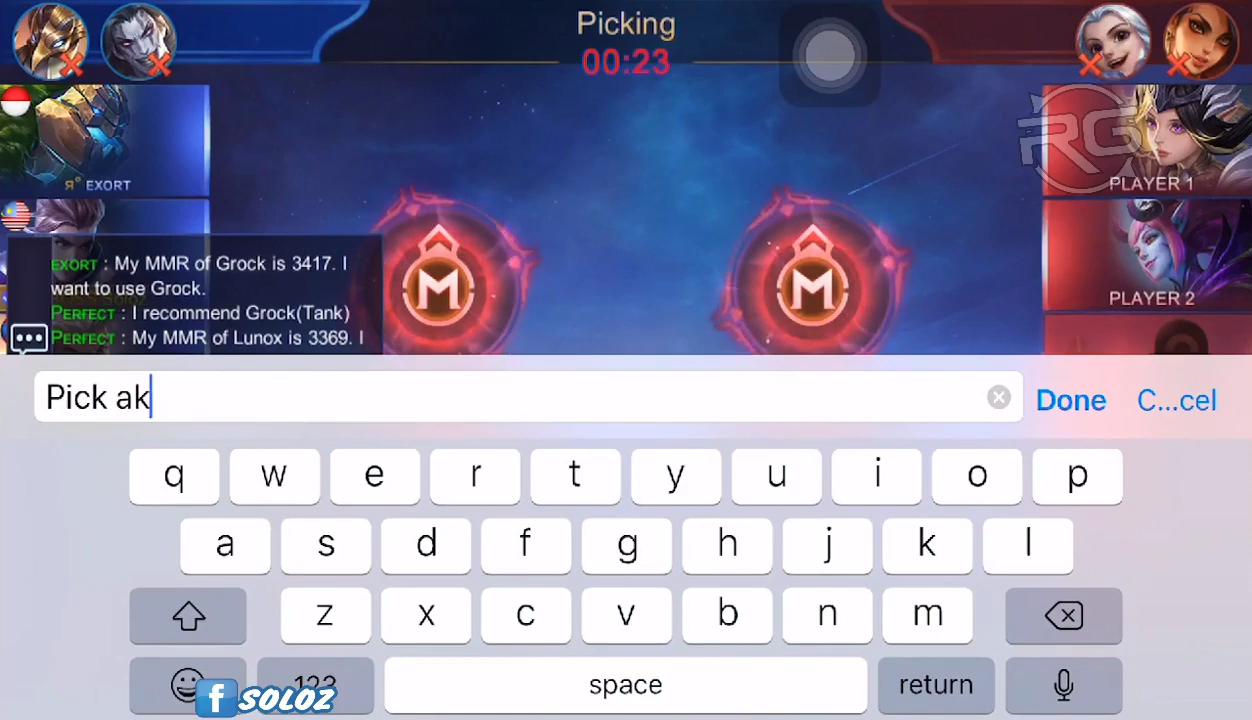 Picking
00:23
RG
Я° EXORT
PLAYER 1
PLAYER 2
EXORT : My MMR of Grock is 3417. I
want to use Grock.
PERFECT : I recommend Grock(Tank)
PERFECT : My MMR of Lunox is 3369. I
M M
Pick ak
Done C...cel
q w e r t y u i o p
a s d f g h j k l
z x c v b n m
123 space return
f SOLOZ